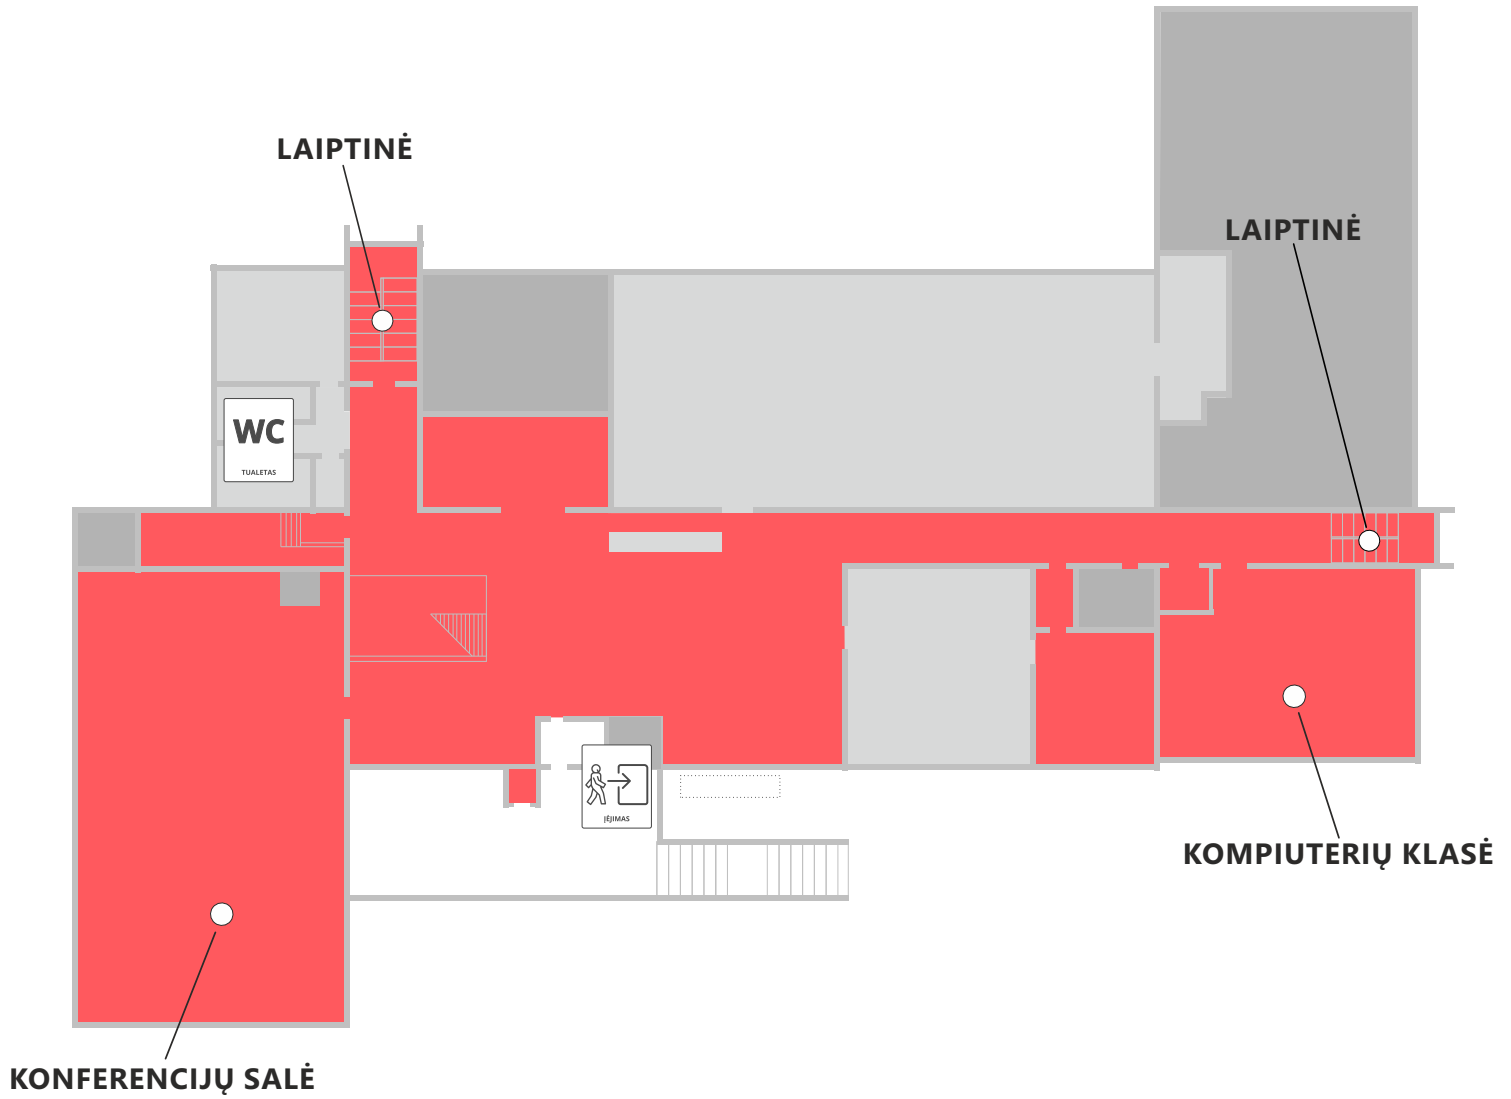 LAIPTINĖ
LAIPTINĖ
WC
TUALETAS
ĮĖJIMAS
KOMPIUTERIŲ KLASĖ
KONFERENCIJŲ SALĖ